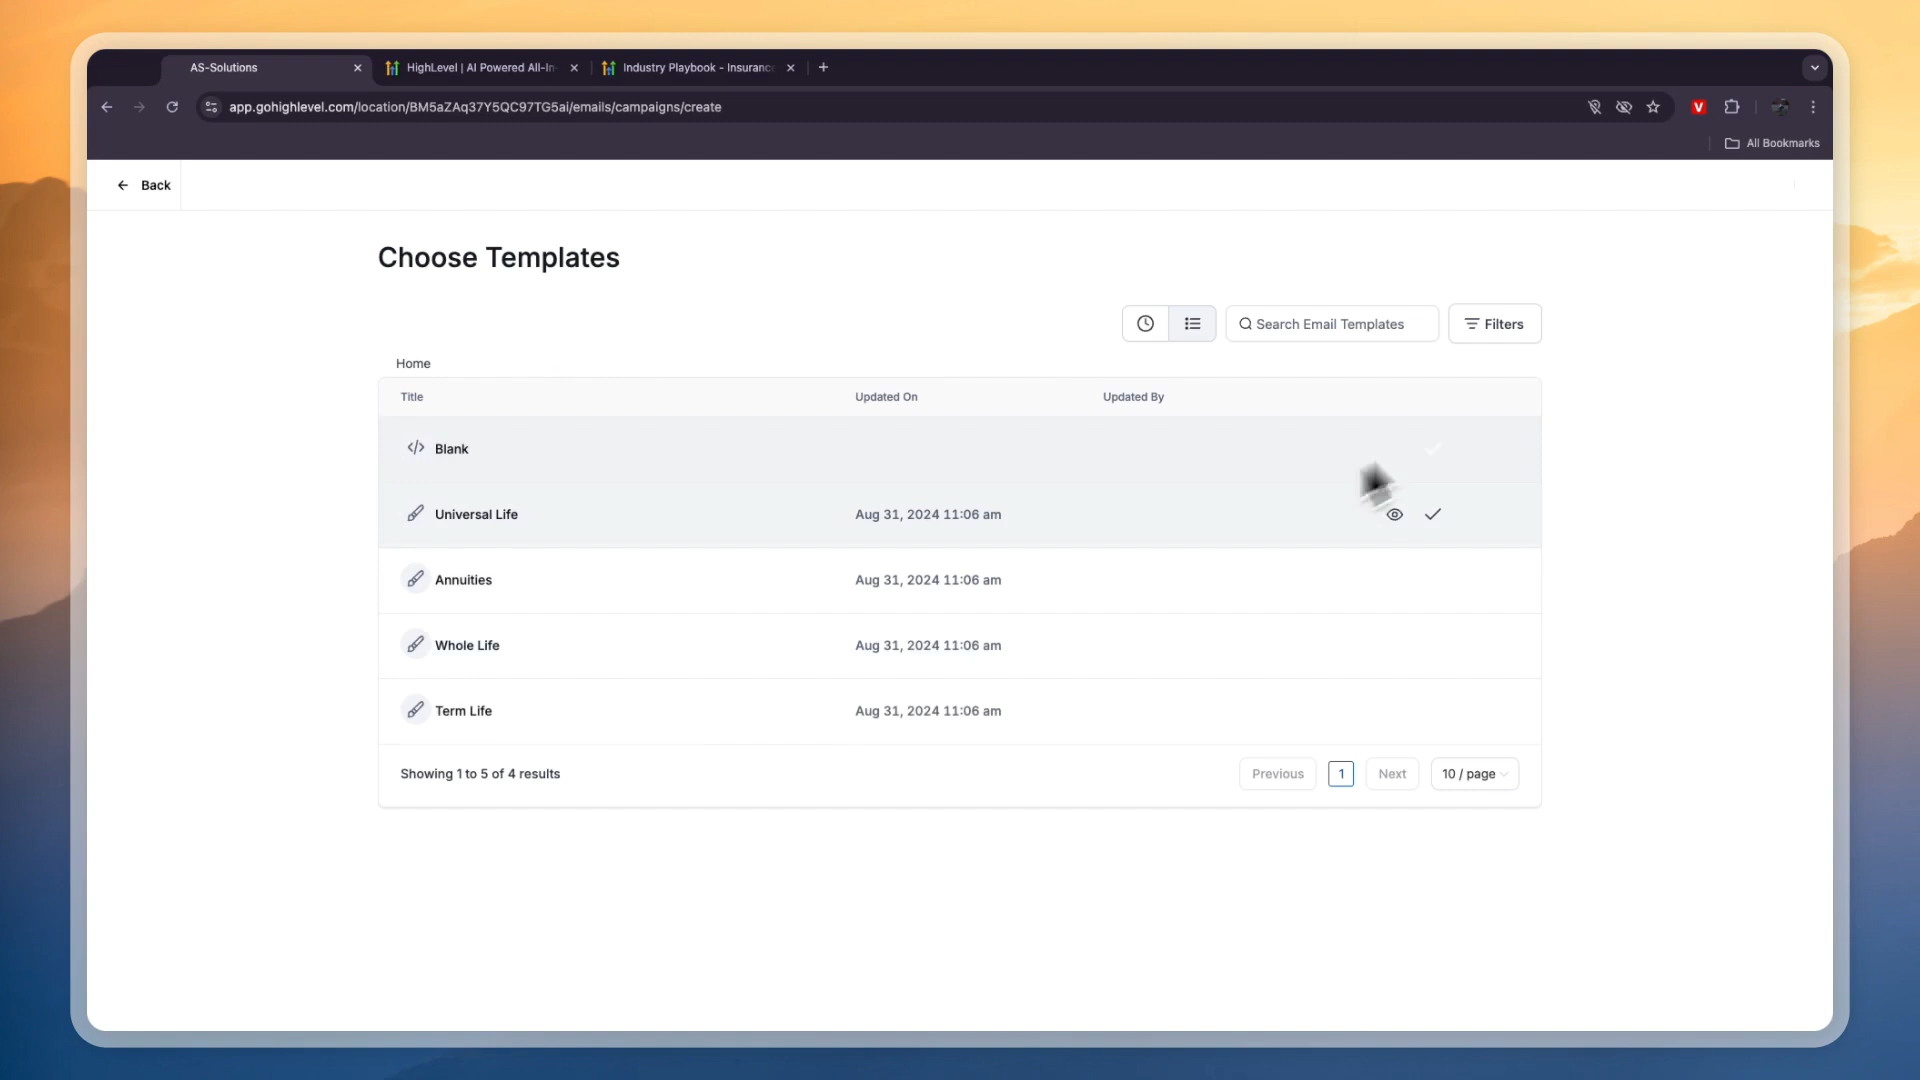 AS-Solutions
HighLevel | AI Powered All-In-
Industry Playbook - Insurance
app.gohighlevel.com/location/BM5aZAq37Y5QC97TG5ai/emails/campaigns/create
V
All Bookmarks
Back
Choose Templates
Search Email Templates
Filters
Home
Title Updated On Updated By
</> Blank
Universal Life Aug 31, 2024 11:06 am
Annuities Aug 31, 2024 11:06 am
Whole Life Aug 31, 2024 11:06 am
Term Life Aug 31, 2024 11:06 am
Showing 1 to 5 of 4 results
Previous 1 Next 10 / page